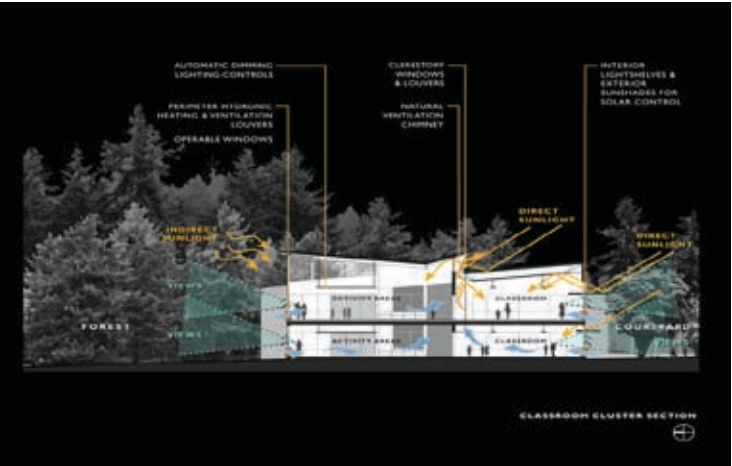 AUTOMATIC DIMMING
LIGHTING CONTROLS
PERIMETER HYDRONIC
HEATING & VENTILATION
LOUVERS
OPERABLE WINDOWS
CLERESTORY
WINDOWS
& LOUVERS
NATURAL
VENTILATION
CHIMNEY
INTERIOR
LIGHTSHELVES &
EXTERIOR
SUNSHADES FOR
SOLAR CONTROL
INDIRECT
SUNLIGHT
DIRECT
SUNLIGHT
DIRECT
SUNLIGHT
VIEWS
ACTIVITY AREAS
CLASSROOM
FOREST
COURTYARD
VIEWS
ACTIVITY AREAS
CLASSROOM
VIEWS
CLASSROOM CLUSTER SECTION